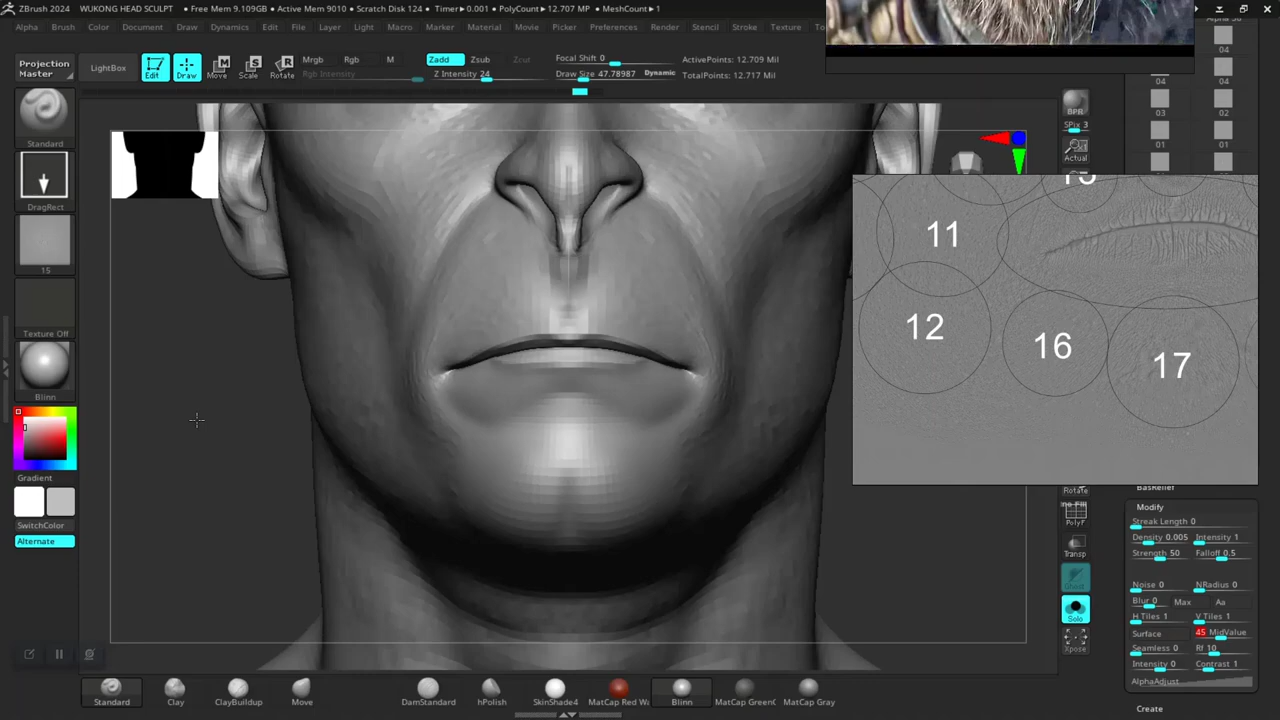 ZBrush 2024 WUKONG HEAD SCULPT • Free Mem 9.109GB • Active Mem 9010 • Scratch Disk 124 • Timer▶0.001 • PolyCount▶12.707 MP • MeshCount▶1
Alpha Brush Color Document Draw Dynamics Edit File Layer Light Macro Marker Material Movie Picker Preferences Render Stencil Stroke Texture
Projection
Master
LightBox
Edit
Draw
Move
Scale
Rotate
Mrgb Rgb M
Rgb Intensity
Zadd Zsub Zcut
Z Intensity 24
Focal Shift 0
Draw Size 47.78987 Dynamic
ActivePoints: 12.709 Mil
TotalPoints: 12.717 Mil
Standard
DragRect
15
Texture Off
Blinn
Gradient
SwitchColor
Alternate
BPR
SPix 3
Actual
04 04
04 04
03 02
01 01
11
12
15
16
17
BasRelief
Rotate
PolyF
Transp
Ghost
Solo
Xpose
Modify
Streak Length 0
Density 0.005 Intensity 1
Strength 50 Falloff 0.5
Noise 0 NRadius 0
Blur 0 Max Aa
H Tiles 1 V Tiles 1
Surface 45 MidValue
Seamless 0 Rf 10
Intensity 0 Contrast 1
AlphaAdjust
Create
Standard Clay ClayBuildup Move DamStandard hPolish SkinShade4 MatCap Red Wa Blinn MatCap GreenC MatCap Gray